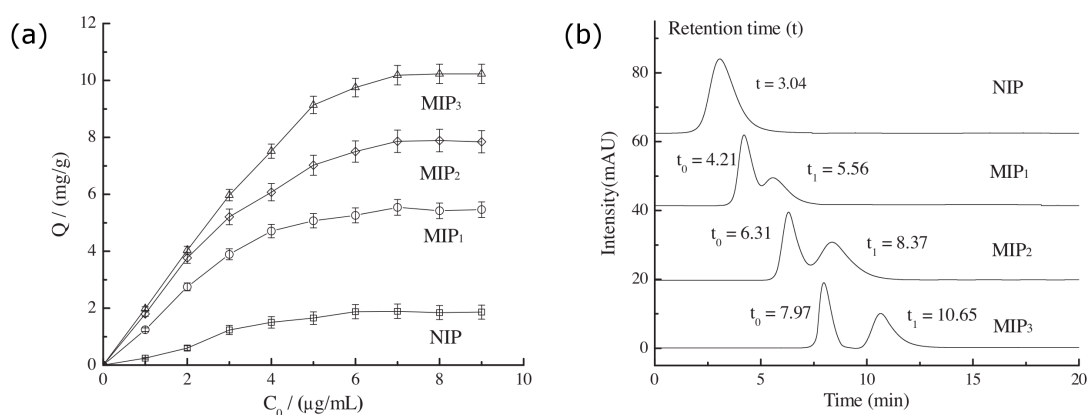 (a)
12
10
8
6
4
2
0
Q / (mg/g)
MIP₃
MIP₂
MIP₁
NIP
0 2 4 6 8 10
C₀ / (μg/mL)
(b)
Retention time (t)
80
60
40
20
0
Intensity(mAU)
t = 3.04
NIP
t₀ = 4.21
t₁ = 5.56
MIP₁
t₀ = 6.31
t₁ = 8.37
MIP₂
t₀ = 7.97
t₁ = 10.65
MIP₃
0 5 10 15 20
Time (min)